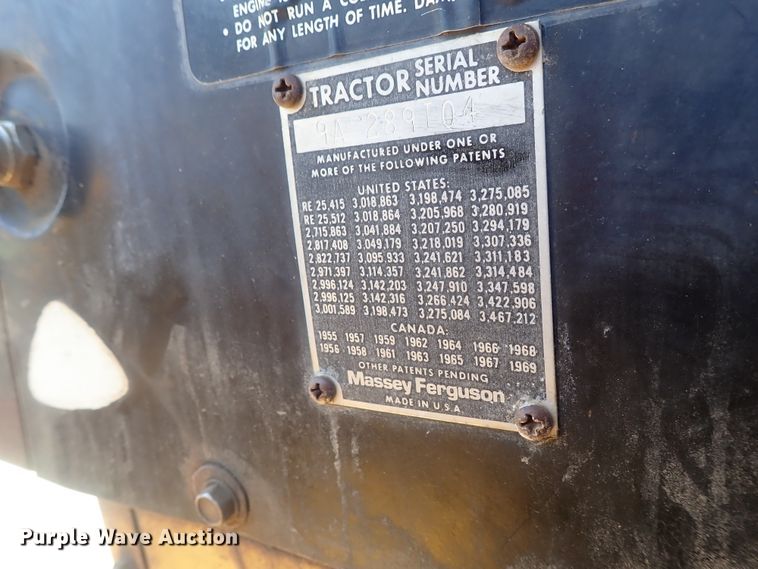 ENGINE IS
• DO NOT RUN A
FOR ANY LENGTH OF TIME.
TRACTOR SERIAL NUMBER
9A 289104
MANUFACTURED UNDER ONE OR
MORE OF THE FOLLOWING PATENTS
UNITED STATES:
RE 25,415 3,018,863 3,198,474 3,275,085
RE 25,512 3,018,864 3,205,968 3,280,919
2,715,863 3,041,884 3,207,250 3,294,179
2,817,408 3,049,179 3,218,019 3,307,336
2,822,737 3,095,933 3,241,621 3,311,183
2,971,397 3,114,357 3,241,862 3,314,484
2,996,124 3,142,203 3,247,910 3,347,598
2,996,125 3,142,316 3,266,424 3,422,906
3,001,589 3,198,473 3,275,084 3,467,212
CANADA:
1955 1957 1959 1962 1964 1966 1968
1956 1958 1961 1963 1965 1967 1969
OTHER PATENTS PENDING
Massey Ferguson
MADE IN U.S.A.
Purple Wave Auction